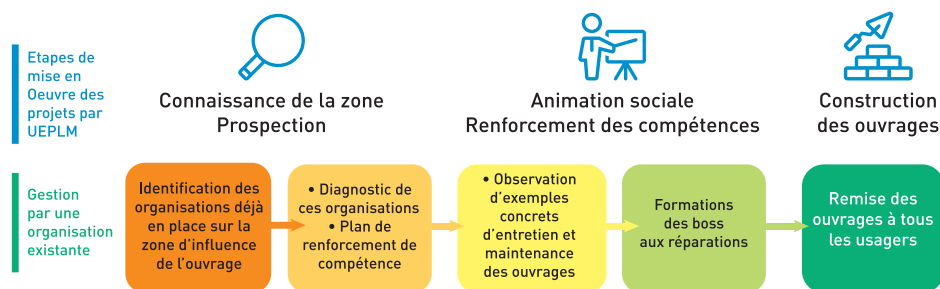 Etapes de
mise en
Oeuvre des
projets par
UEPLM
Connaissance de la zone
Prospection
Animation sociale
Renforcement des compétences
Construction
des ouvrages
Gestion
par une
organisation
existante
Identification des
organisations déjà
en place sur la
zone d'influence
de l'ouvrage
• Diagnostic de
ces organisations
• Plan de
renforcement de
compétence
• Observation
d'exemples
concrets
d'entretien et
maintenance
des ouvrages
Formations
des boss
aux réparations
Remise des
ouvrages à tous
les usagers